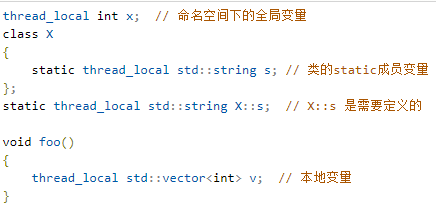 thread_local int x;  // 命名空间下的全局变量
class X
{
    static thread_local std::string s; // 类的static成员变量
};
static thread_local std::string X::s;  // X::s 是需要定义的

void foo()
{
    thread_local std::vector<int> v;  // 本地变量
}